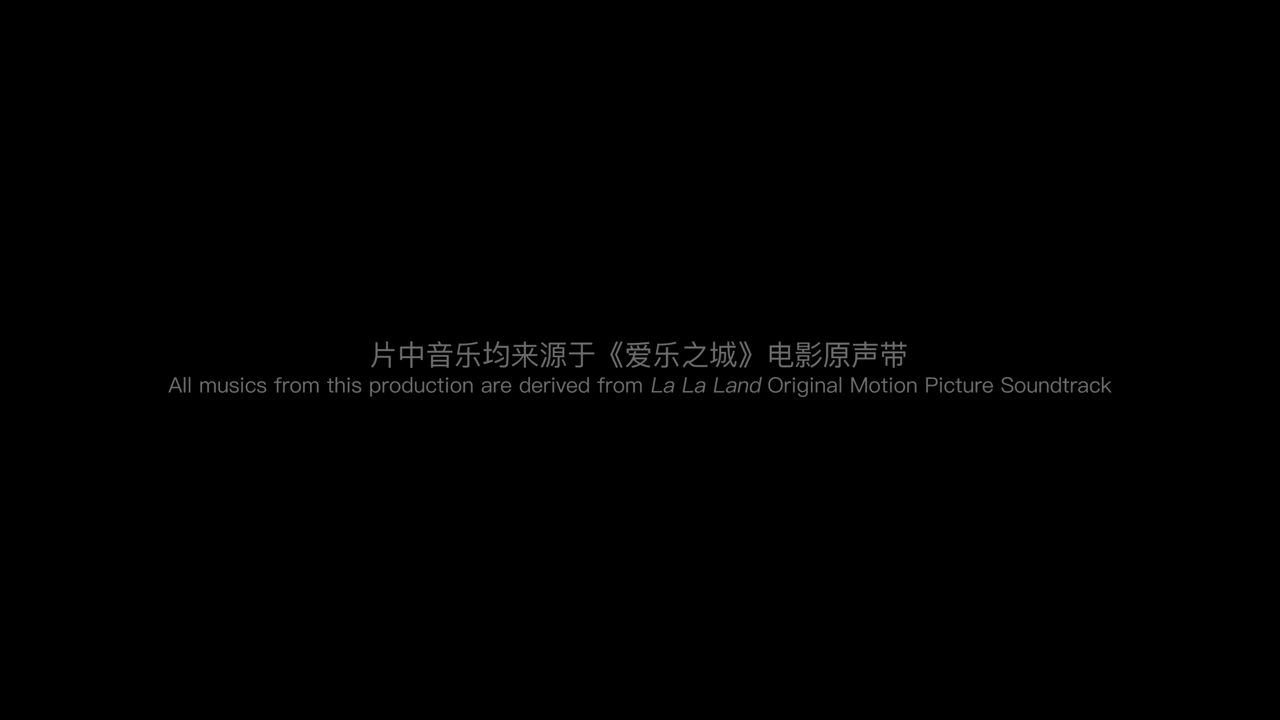 片中音乐均来源于《爱乐之城》电影原声带
All musics from this production are derived from La La Land Original Motion Picture Soundtrack